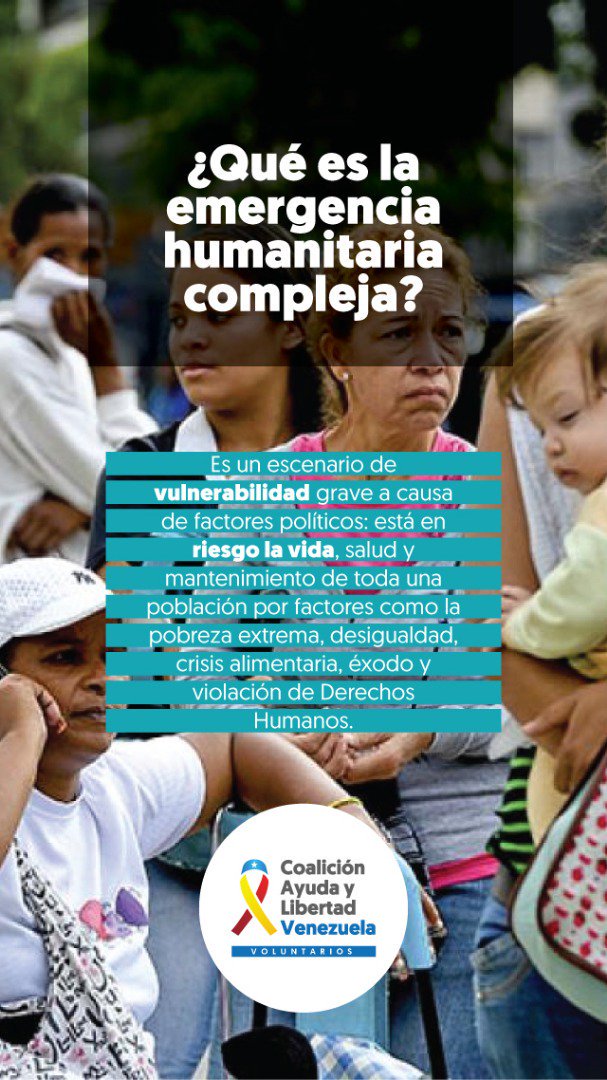 ¿Qué es la
emergencia
humanitaria
compleja?
Es un escenario de
vulnerabilidad grave a causa
de factores políticos: está en
riesgo la vida, salud y
mantenimiento de toda una
población por factores como la
pobreza extrema, desigualdad,
crisis alimentaria, éxodo y
violación de Derechos
Humanos.
Coalición
Ayuda y
Libertad
Venezuela
VOLUNTARIOS